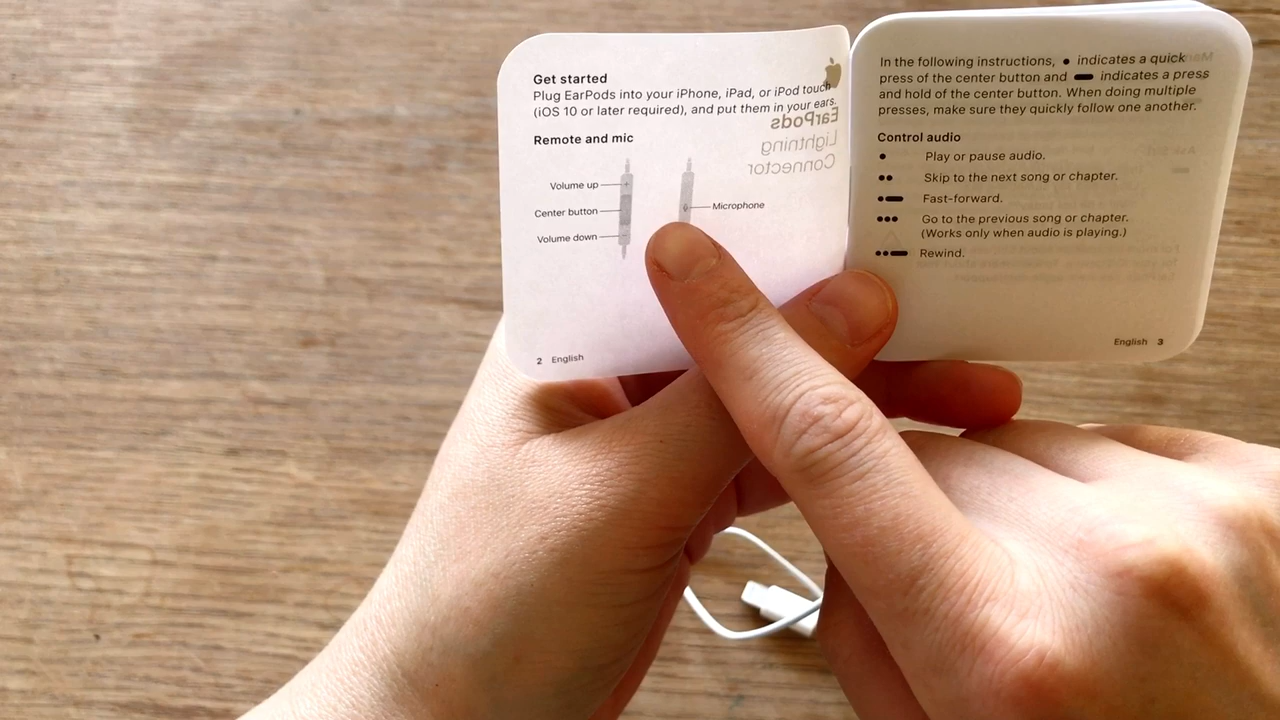 Get started
Plug EarPods into your iPhone, iPad, or iPod touch
(iOS 10 or later required), and put them in your ears.
EarPods
Lightning
Connector
Remote and mic
Volume up
Center button
Volume down
Microphone
2 English
In the following instructions, ● indicates a quick
press of the center button and ▬ indicates a press
and hold of the center button. When doing multiple
presses, make sure they quickly follow one another.
Control audio
● Play or pause audio.
●● Skip to the next song or chapter.
●▬ Fast-forward.
●●● Go to the previous song or chapter.
(Works only when audio is playing.)
●●▬ Rewind.
English 3